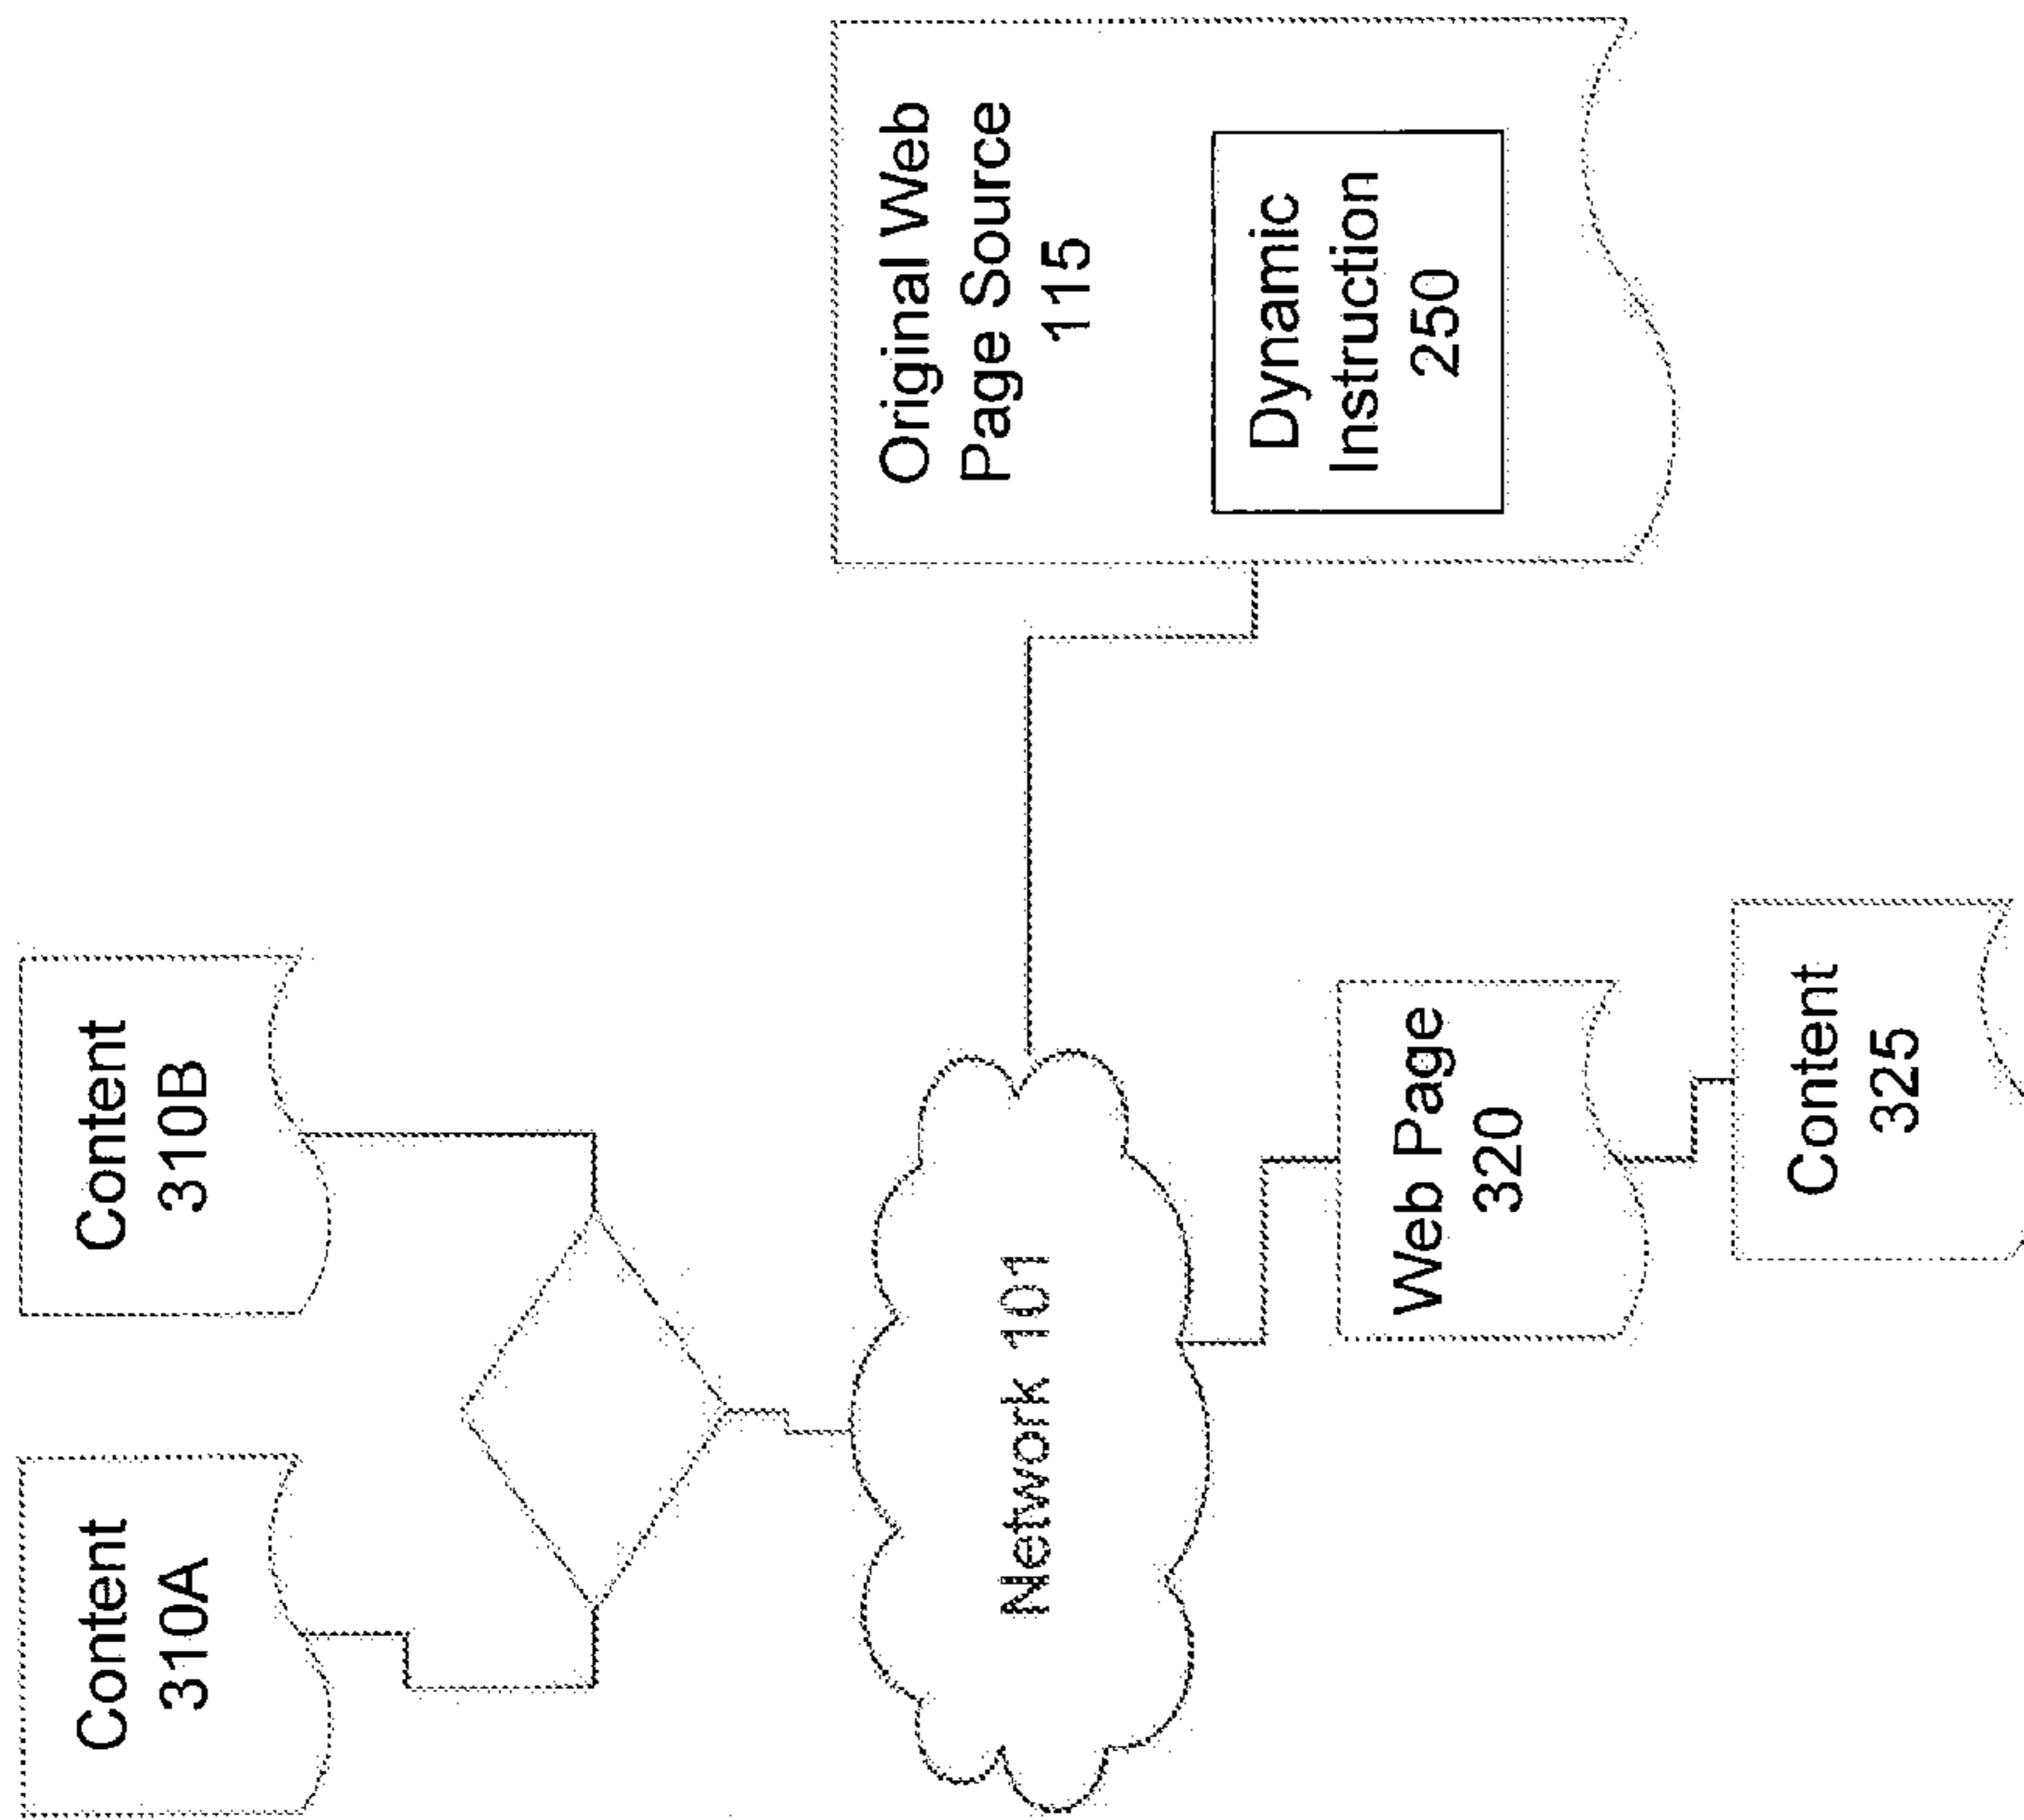 Content
310A
Content
310B
Network 101
Original Web
Page Source
115
Dynamic
Instruction
250
Web Page
320
Content
325